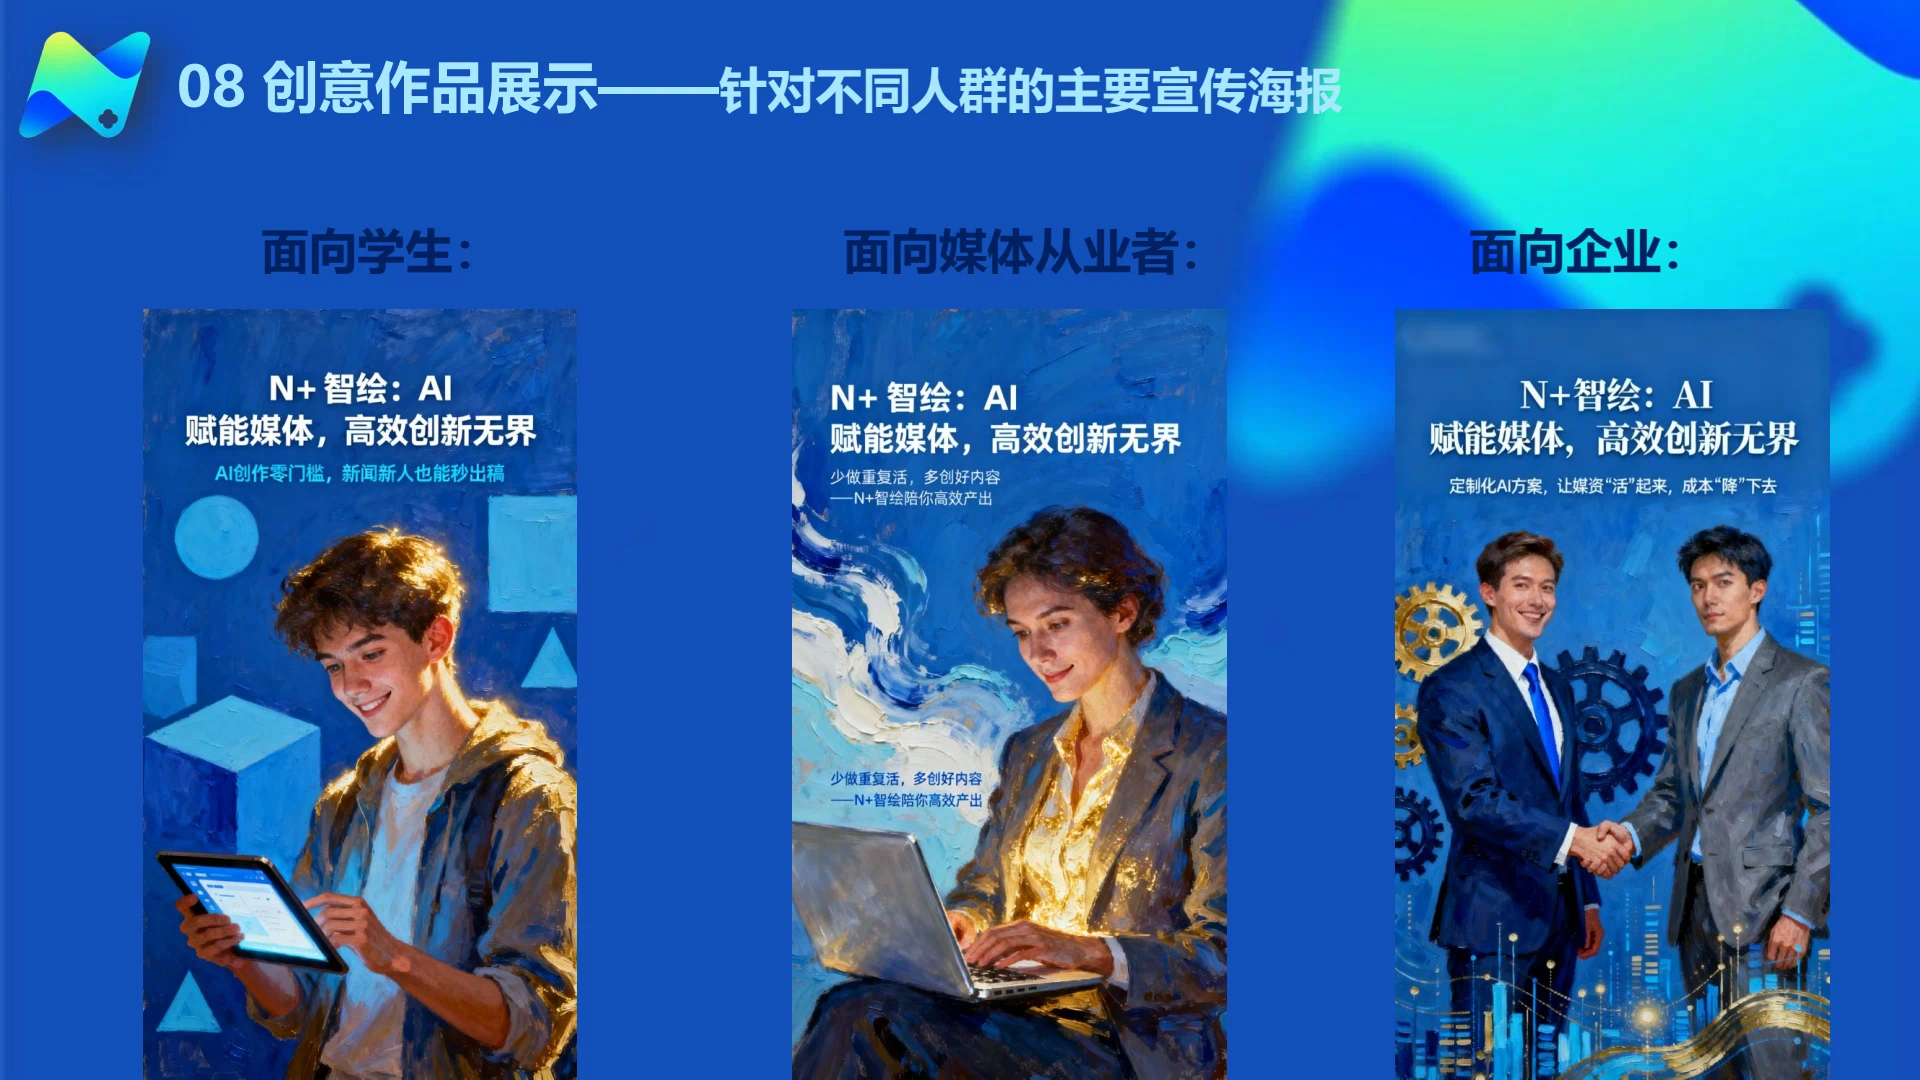 08 创意作品展示——针对不同人群的主要宣传海报
面向学生：
N+ 智绘：AI
赋能媒体，高效创新无界
AI创作零门槛，新闻新人也能秒出稿
面向媒体从业者：
N+ 智绘：AI
赋能媒体，高效创新无界
少做重复活，多创好内容
——N+智绘陪你高效产出
少做重复活，多创好内容
——N+智绘陪你高效产出
面向企业：
N+智绘：AI
赋能媒体，高效创新无界
定制化AI方案，让媒资“活”起来，成本“降”下去